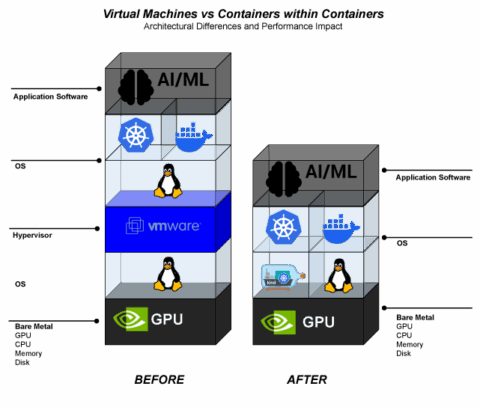 Virtual Machines vs Containers within Containers
Architectural Differences and Performance Impact
AI/ML
Application Software
OS
vmware
Hypervisor
OS
GPU
Bare Metal
GPU
CPU
Memory
Disk
BEFORE
AI/ML
Application Software
OS
kind
GPU
Bare Metal
GPU
CPU
Memory
Disk
AFTER